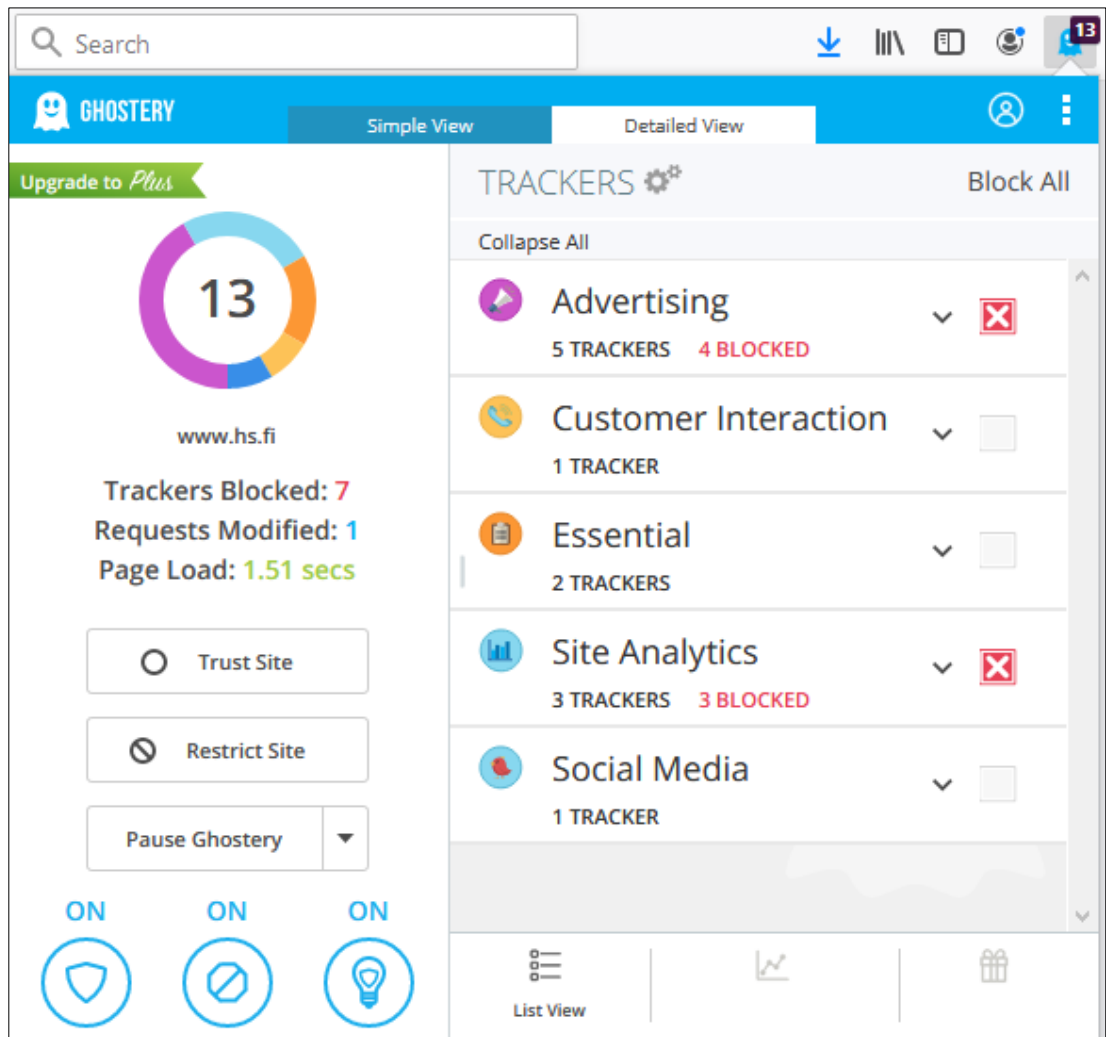 Search
13
GHOSTERY
Simple View
Detailed View
Upgrade to Plus
13
www.hs.fi
Trackers Blocked: 7
Requests Modified: 1
Page Load: 1.51 secs
Trust Site
Restrict Site
Pause Ghostery
ON ON ON
TRACKERS
Block All
Collapse All
Advertising
5 TRACKERS 4 BLOCKED
Customer Interaction
1 TRACKER
Essential
2 TRACKERS
Site Analytics
3 TRACKERS 3 BLOCKED
Social Media
1 TRACKER
List View